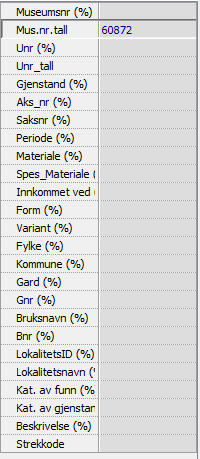 Museumsnr (%)
Mus.nr.tall 60872
Unr (%)
Unr_tall
Gjenstand (%)
Aks_nr (%)
Saksnr (%)
Periode (%)
Materiale (%)
Spes_Materiale (
Innkommet ved (
Form (%)
Variant (%)
Fylke (%)
Kommune (%)
Gard (%)
Gnr (%)
Bruksnavn (%)
Bnr (%)
LokalitetsID (%)
Lokalitetsnavn (%
Kat. av funn (%)
Kat. av gjenstan
Beskrivelse (%)
Strekkode